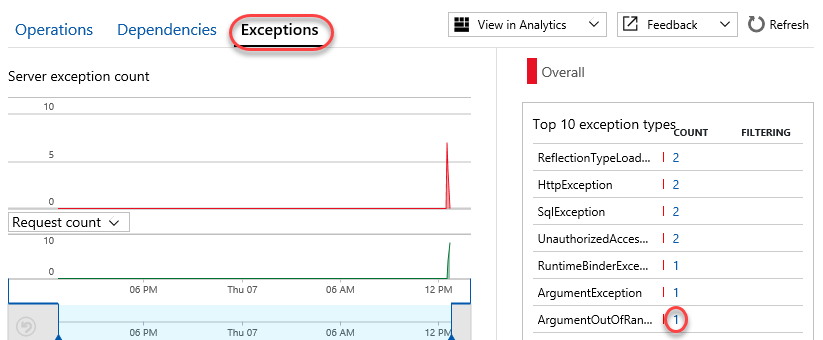 Operations Dependencies Exceptions View in Analytics Feedback Refresh
Server exception count
10
5
0
Request count
10
0
06 PM Thu 07 06 AM 12 PM
06 PM Thu 07 06 AM 12 PM
Overall
Top 10 exception types COUNT FILTERING
ReflectionTypeLoad... 2
HttpException 2
SqlException 2
UnauthorizedAcces... 2
RuntimeBinderExce... 1
ArgumentException 1
ArgumentOutOfRan... 1